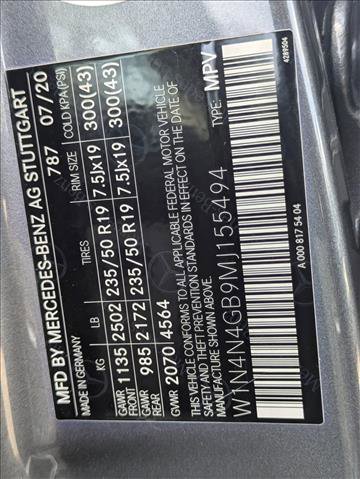 MFD BY MERCEDES-BENZ AG STUTTGART
787 07/20
KG LB TIRES RIM SIZE COLD KPA(PSI)
GAWR FRONT 1135 2502 235/50 R19 7.5Jx19 300(43)
GAWR REAR 985 2172 235/50 R19 7.5Jx19 300(43)
GVWR 2070 4564
THIS VEHICLE CONFORMS TO ALL APPLICABLE FEDERAL MOTOR VEHICLE
SAFETY AND THEFT PREVENTION STANDARDS IN EFFECT ON THE DATE OF
MANUFACTURE SHOWN ABOVE.
W1N4N4GB9MJ155494 TYPE: MPV
A 000 817 54 04
4289504